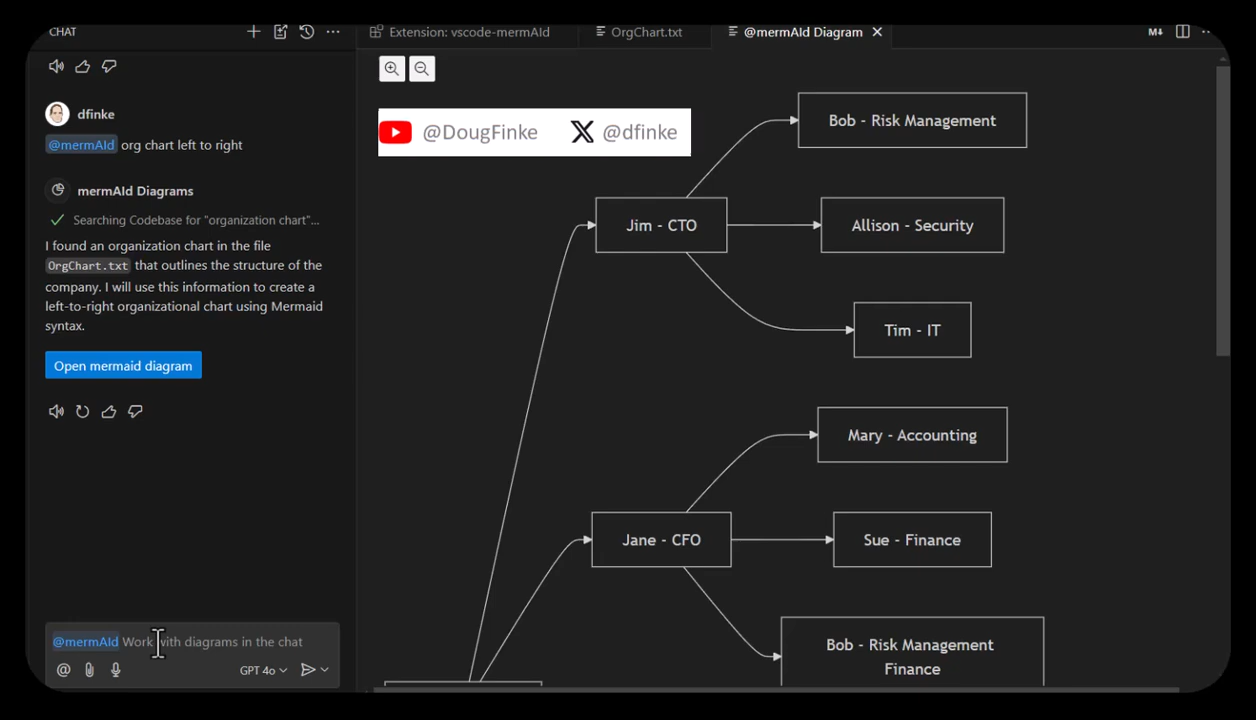 CHAT
Extension: vscode-mermAId
OrgChart.txt
@mermAId Diagram
M↓
dfinke
@mermAId org chart left to right
mermAId Diagrams
Searching Codebase for "organization chart"...
I found an organization chart in the file
OrgChart.txt that outlines the structure of the
company. I will use this information to create a
left-to-right organizational chart using Mermaid
syntax.
Open mermaid diagram
@mermAId Work with diagrams in the chat
GPT 4o
@DougFinke @dfinke
Bob - Risk Management
Jim - CTO
Allison - Security
Tim - IT
Mary - Accounting
Jane - CFO
Sue - Finance
Bob - Risk Management
Finance